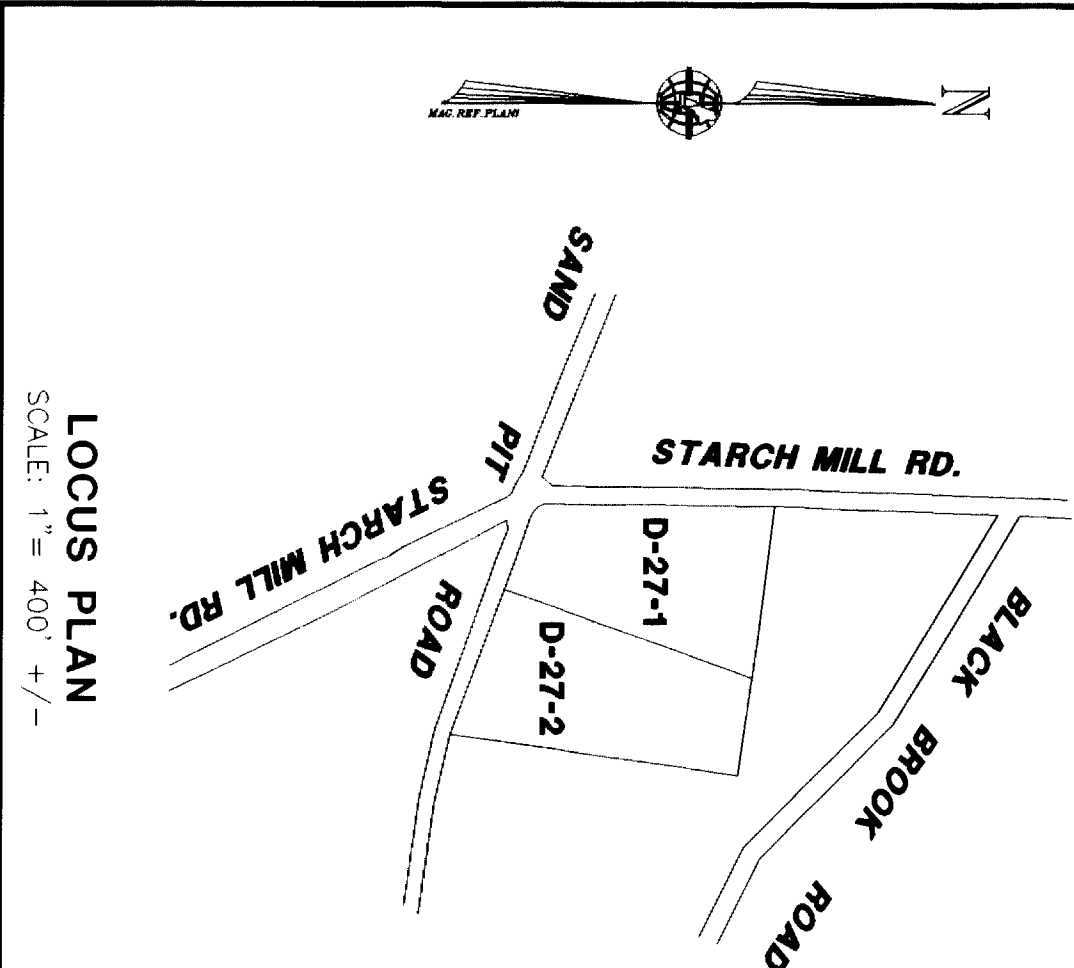 N
MAG. REF. PLAN1
SAND
PIT
ROAD
STARCH MILL RD.
STARCH MILL RD.
D-27-1
D-27-2
BLACK
BROOK
ROAD
LOCUS PLAN
SCALE: 1"= 400' +/-